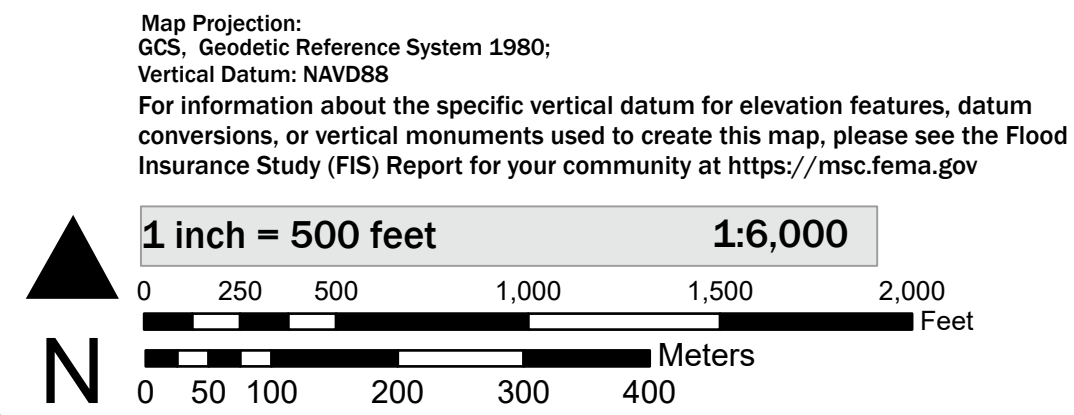 Map Projection:
GCS, Geodetic Reference System 1980;
Vertical Datum: NAVD88
For information about the specific vertical datum for elevation features, datum
conversions, or vertical monuments used to create this map, please see the Flood
Insurance Study (FIS) Report for your community at https://msc.fema.gov
1 inch = 500 feet 1:6,000
0 250 500 1,000 1,500 2,000
Feet
Meters
N
0 50 100 200 300 400